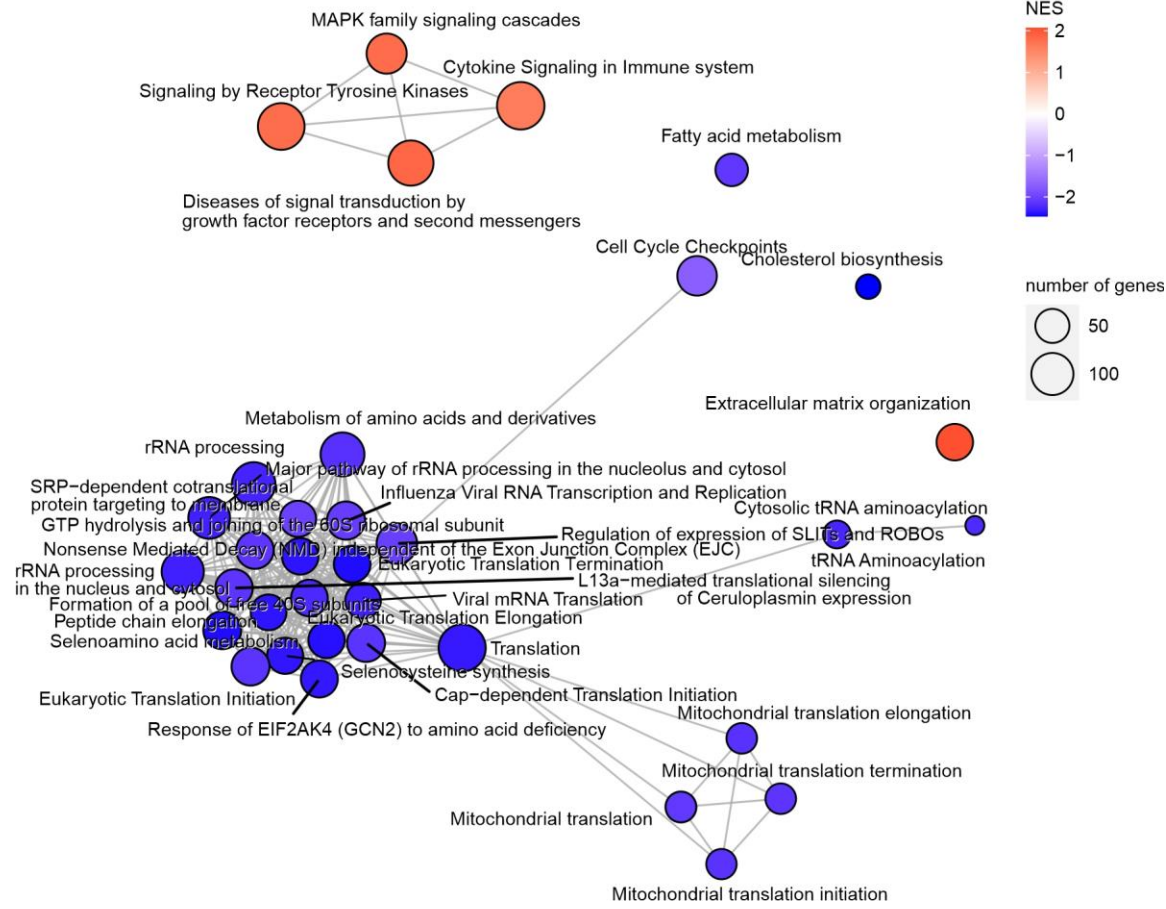 NES
MAPK family signaling cascades
2
Cytokine Signaling in Immune system
Signaling by Receptor Tyrosine Kinases
1
0
Fatty acid metabolism
−1
−2
Diseases of signal transduction by
growth factor receptors and second messengers
Cell Cycle Checkpoints
Cholesterol biosynthesis
number of genes
50
100
Extracellular matrix organization
Metabolism of amino acids and derivatives
rRNA processing
Major pathway of rRNA processing in the nucleolus and cytosol
SRP−dependent cotranslational
protein targeting to membrane
Influenza Viral RNA Transcription and Replication
Cytosolic tRNA aminoacylation
GTP hydrolysis and joining of the 60S ribosomal subunit
Regulation of expression of SLITs and ROBOs
Nonsense Mediated Decay (NMD) independent of the Exon Junction Complex (EJC)
Eukaryotic Translation Termination
tRNA Aminoacylation
rRNA processing
in the nucleus and cytosol
L13a−mediated translational silencing
of Ceruloplasmin expression
Formation of a pool of free 40S subunits
Viral mRNA Translation
Peptide chain elongation
Eukaryotic Translation Elongation
Selenoamino acid metabolism
Translation
Selenocysteine synthesis
Eukaryotic Translation Initiation
Cap−dependent Translation Initiation
Mitochondrial translation elongation
Response of EIF2AK4 (GCN2) to amino acid deficiency
Mitochondrial translation termination
Mitochondrial translation
Mitochondrial translation initiation